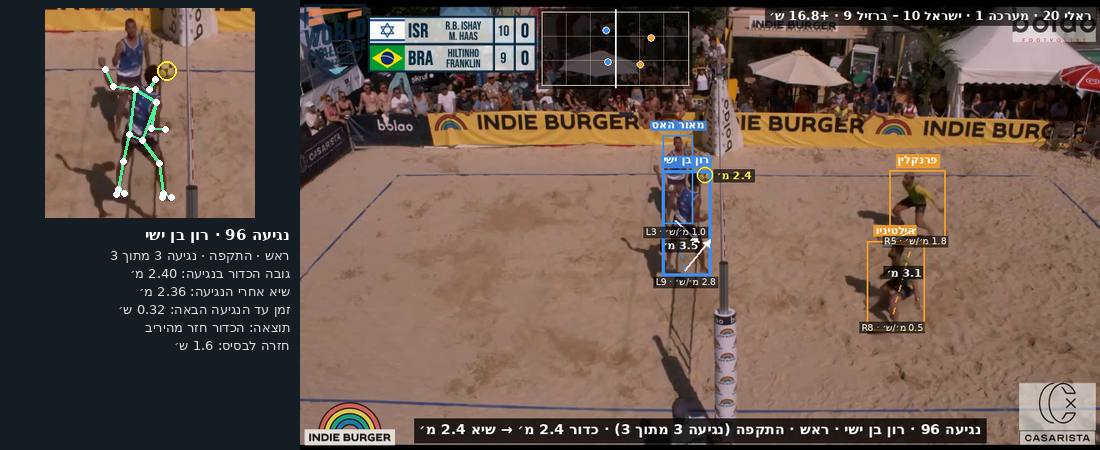 נגיעה 96 · רון בן ישי
ראש · התקפה · נגיעה 3 מתוך 3
גובה הכדור בנגיעה: 2.40 מ׳
שיא אחרי הנגיעה: 2.36 מ׳
זמן עד הנגיעה הבאה: 0.32 ש׳
תוצאה: הכדור חזר מהיריב
חזרה לבסיס: 1.6 ש׳
ראלי 20 · מערכה 1 · ישראל 10 – ברזיל 9 · +16.8 ש׳
ISR R.B. ISHAY M. HAAS 10 0
BRA HILTINHO FRANKLIN 9 0
INDIE BURGER
bolao
FOOTVOLLEY
bolao
INDIE BURGER
INDIE BURGER
CASARISTA
bolao
מאור האס
רון בן ישי
2.4 מ׳
פרנקלין
L3 · 1.0 מ׳/ש׳
3.5 מ׳
L9 · 2.8 מ׳/ש׳
הילטיניו
R5 · 1.8 מ׳/ש׳
3.1 מ׳
R8 · 0.5 מ׳/ש׳
INDIE BURGER
נגיעה 96 · רון בן ישי · ראש · התקפה (נגיעה 3 מתוך 3) · כדור 2.4 מ׳ → שיא 2.4 מ׳
CASARISTA